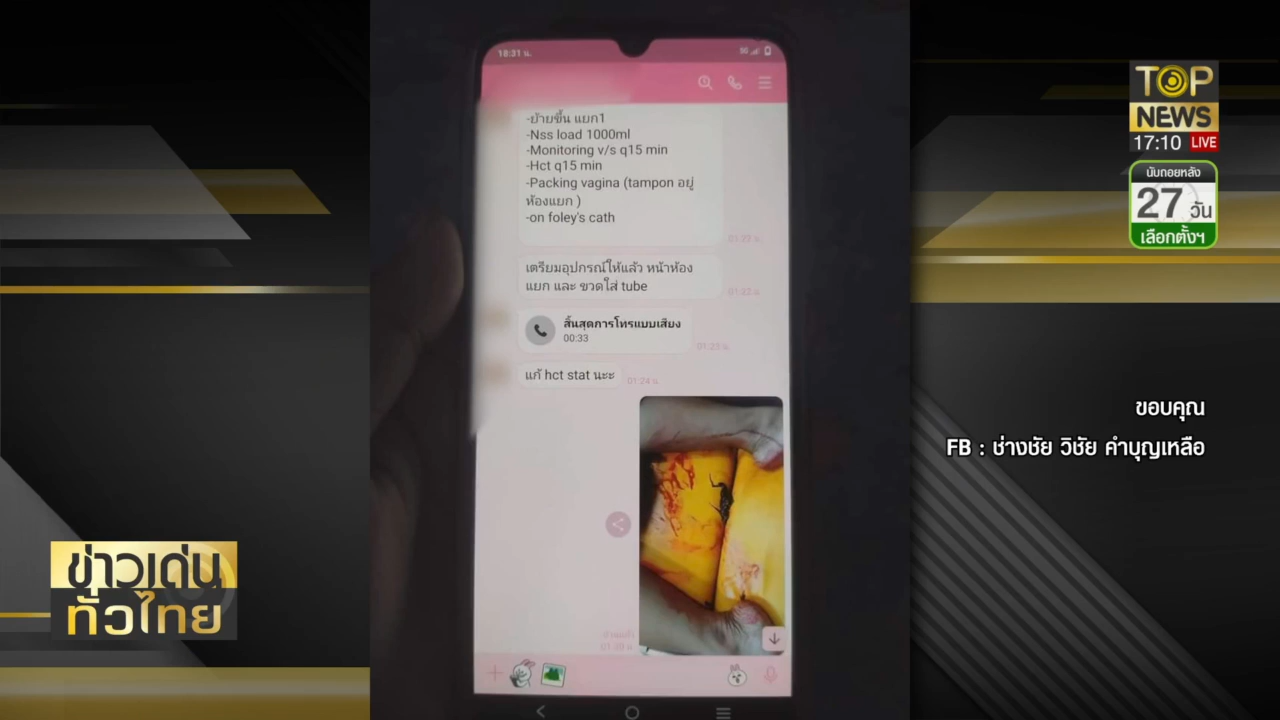 18:31 น.
5G
-ย้ายขึ้น แยก1
-Nss load 1000ml
-Monitoring v/s q15 min
-Hct q15 min
-Packing vagina (tampon อยู่
ห้องแยก )
-on foley's cath
เตรียมอุปกรณ์ให้แล้ว หน้าห้อง
แยก และ ขวดใส่ tube
สิ้นสุดการโทรแบบเสียง
00:33
แก้ hct stat นะะ
01:24 น.
TOP
NEWS
17:10 LIVE
นับถอยหลัง
27 วัน
เลือกตั้งฯ
ขอบคุณ
FB : ช่างชัย วิชัย คำบุญเหลือ
ข่าวเด่น
ทั่วไทย